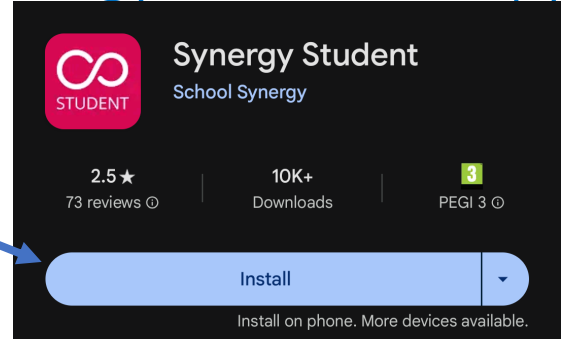 Synergy Student
School Synergy
STUDENT
2.5★ 10K+ 3
73 reviews Downloads PEGI 3
Install
Install on phone. More devices available.